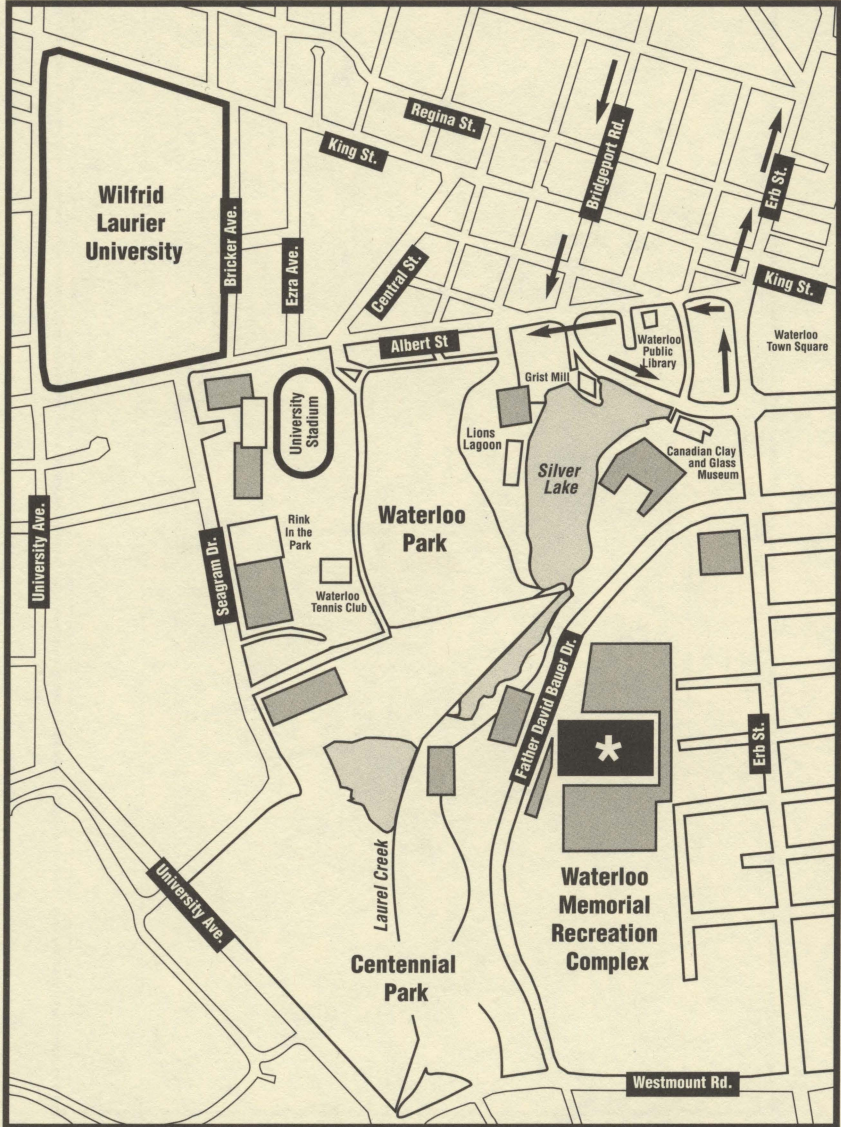 Regina St.
King St.
Bridgeport Rd.
Erb St.
Wilfrid
Laurier
University
Bricker Ave.
Ezra Ave.
Central St.
King St.
Albert St
Waterloo
Public
Library
Waterloo
Town Square
Grist Mill
University
Stadium
Lions
Lagoon
Silver
Lake
Canadian Clay
and Glass
Museum
University Ave.
Seagram Dr.
Rink
In the
Park
Waterloo
Park
Waterloo
Tennis Club
Father David Bauer Dr.
*
Erb St.
University Ave.
Laurel Creek
Waterloo
Memorial
Recreation
Complex
Centennial
Park
Westmount Rd.